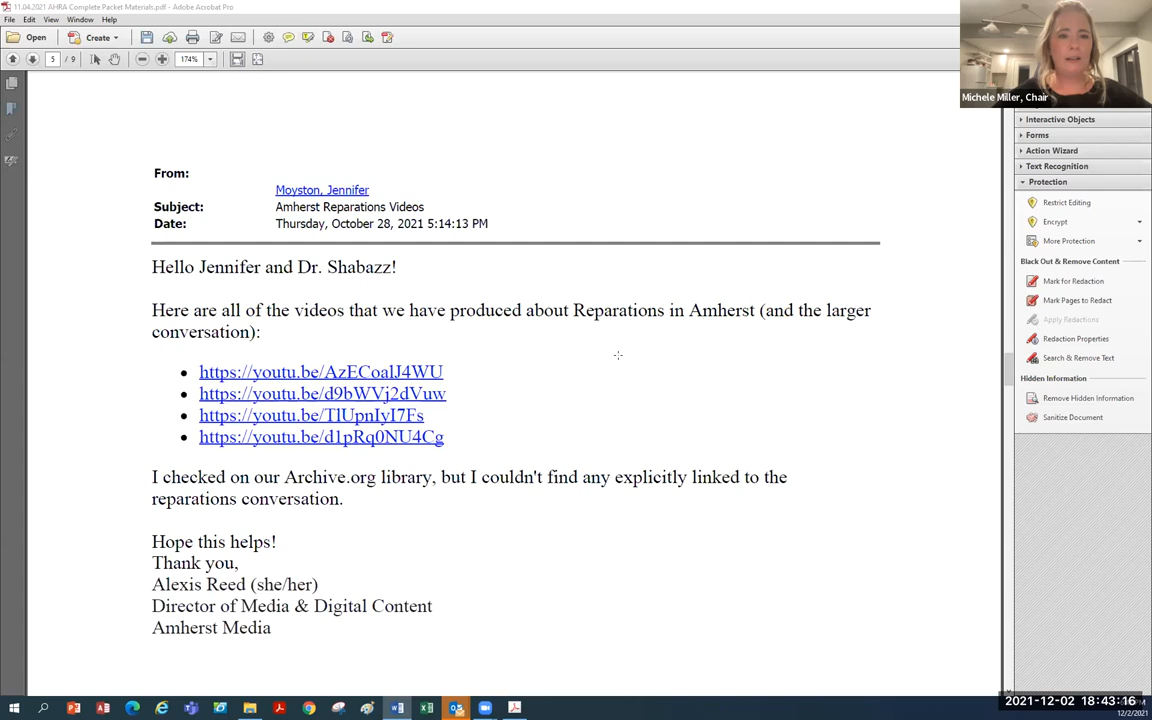 11.04.2021 AHRA Complete Packet Materials.pdf - Adobe Acrobat Pro
File Edit View Window Help
Open Create
5 / 9 174%
Michele Miller, Chair
Interactive Objects
Forms
Action Wizard
Text Recognition
Protection
Restrict Editing
Encrypt
More Protection
Black Out & Remove Content
Mark for Redaction
Mark Pages to Redact
Apply Redactions
Redaction Properties
Search & Remove Text
Hidden Information
Remove Hidden Information
Sanitize Document
From:
Moyston, Jennifer
Subject: Amherst Reparations Videos
Date: Thursday, October 28, 2021 5:14:13 PM
Hello Jennifer and Dr. Shabazz!
Here are all of the videos that we have produced about Reparations in Amherst (and the larger
conversation):
• https://youtu.be/AzECoalJ4WU
• https://youtu.be/d9bWVj2dVuw
• https://youtu.be/TlUpnIyI7Fs
• https://youtu.be/d1pRq0NU4Cg
I checked on our Archive.org library, but I couldn't find any explicitly linked to the
reparations conversation.
Hope this helps!
Thank you,
Alexis Reed (she/her)
Director of Media & Digital Content
Amherst Media
2021-12-02 18:43:16
12/2/2021